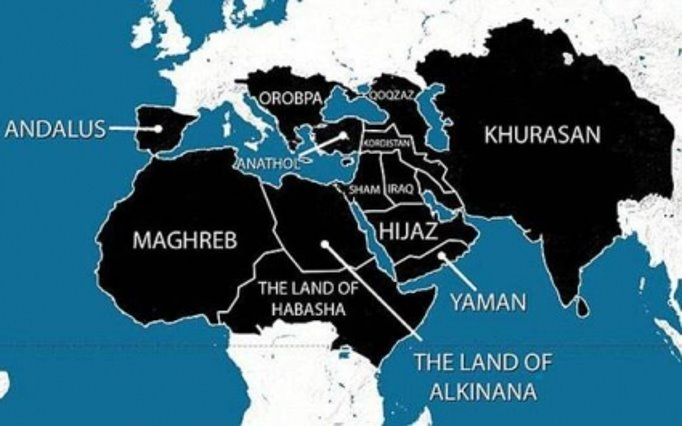 OROBPA
QOQZAZ
ANDALUS
KHURASAN
KORDISTAN
ANATHOL
SHAM
IRAQ
MAGHREB
HIJAZ
THE LAND OF
HABASHA
YAMAN
THE LAND OF
ALKINANA